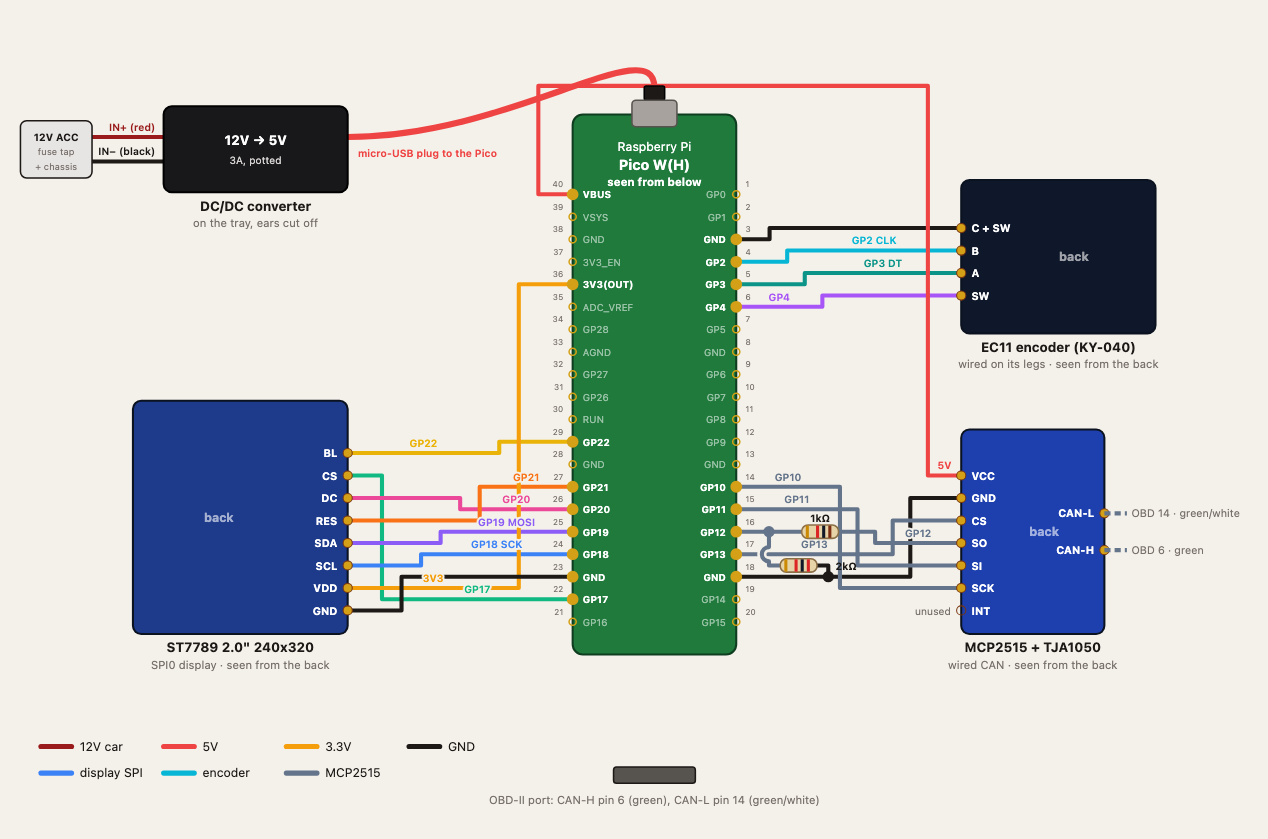 12V ACC
fuse tap
+ chassis
IN+ (red)
IN− (black)
12V → 5V
3A, potted
DC/DC converter
on the tray, ears cut off
micro-USB plug to the Pico
Raspberry Pi
Pico W(H)
seen from below
40 VBUS GP0 1
39 VSYS GP1 2
38 GND GND 3
37 3V3_EN GP2 4
36 3V3(OUT) GP3 5
35 ADC_VREF GP4 6
34 GP28 GP5 7
33 AGND GND 8
32 GP27 GP6 9
31 GP26 GP7 10
30 RUN GP8 11
29 GP22 GP9 12
28 GND GND 13
27 GP21 GP10 14
26 GP20 GP11 15
25 GP19 GP12 16
24 GP18 GP13 17
23 GND GND 18
22 GP17 GP14 19
21 GP16 GP15 20
GP2 CLK
GP3 DT
GP4
C + SW
B
A
SW
back
EC11 encoder (KY-040)
wired on its legs · seen from the back
back
BL
CS
DC
RES
SDA
SCL
VDD
GND
GP22
GP21
GP20
GP19 MOSI
GP18 SCK
3V3
GP17
ST7789 2.0" 240x320
SPI0 display · seen from the back
GP10
GP11
1kΩ
GP13
2kΩ
GP12
5V
unused
VCC
GND
CS
SO
SI
SCK
INT
back
CAN-L
CAN-H
OBD 14 · green/white
OBD 6 · green
MCP2515 + TJA1050
wired CAN · seen from the back
12V car
5V
3.3V
GND
display SPI
encoder
MCP2515
OBD-II port: CAN-H pin 6 (green), CAN-L pin 14 (green/white)